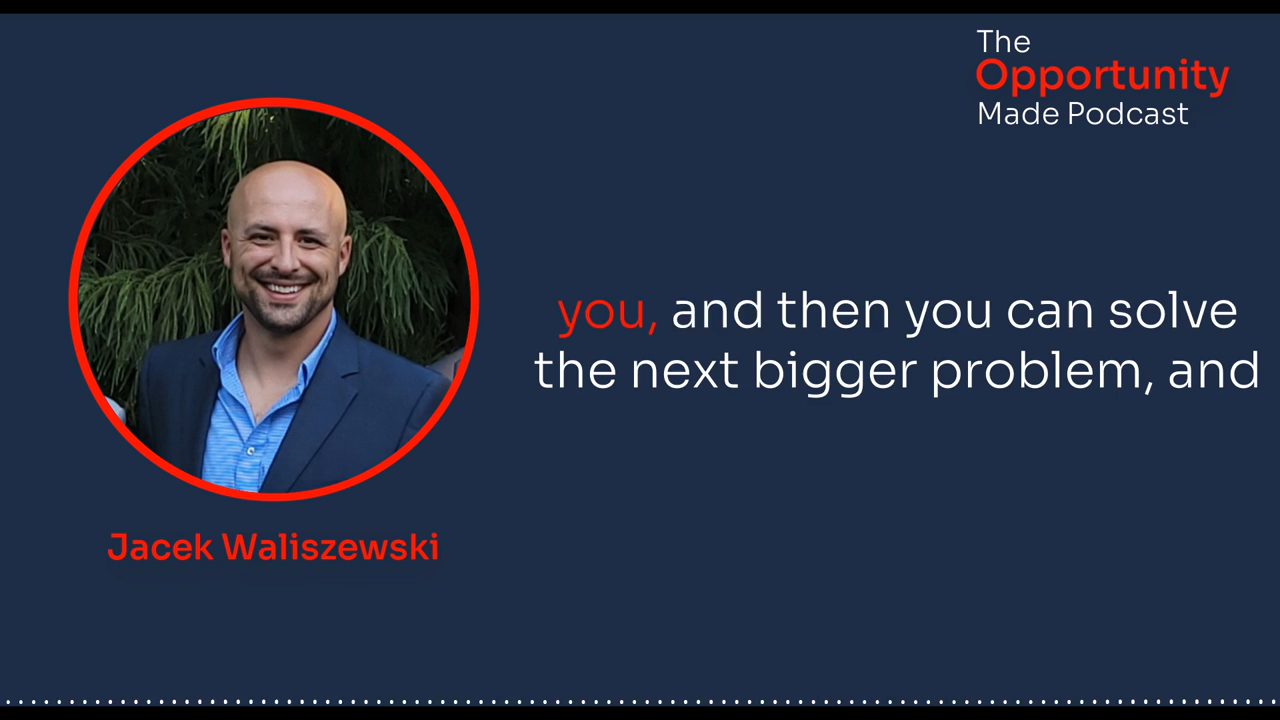 The
Opportunity
Made Podcast
you, and then you can solve
the next bigger problem, and
Jacek Waliszewski